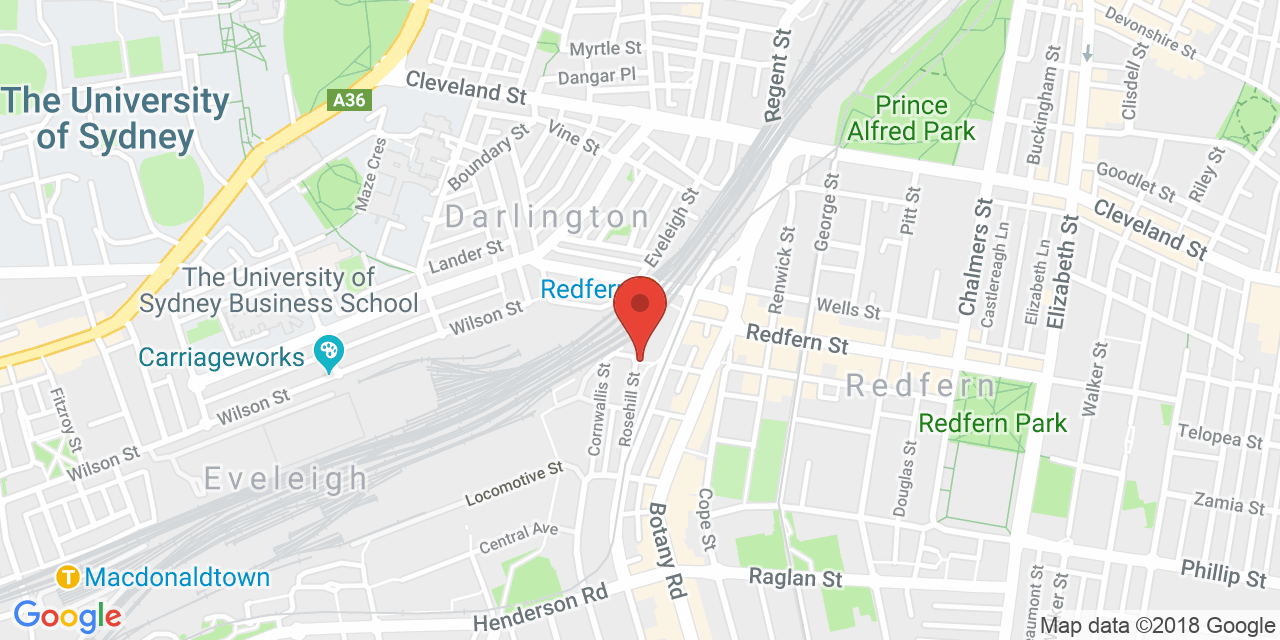 Devonshire St
Myrtle St
Dangar Pl
Regent St
Buckingham St
Clisdell St
Cleveland St
A36
The University
of Sydney
Prince
Alfred Park
Vine St
Boundary St
Maze Cres
Goodlet St
Riley St
Darlington
Eveleigh St
George St
Pitt St
Chalmers St
Castlereagh Ln
Elizabeth Ln
Elizabeth St
Cleveland St
Lander St
Renwick St
The University of
Sydney Business School
Redfern
Wilson St
Wells St
Redfern St
Carriageworks
Redfern
Walker St
Redfern Park
Fitzroy St
Wilson St
Cornwallis St
Rosehill St
Telopea St
Wilson St
Eveleigh
Locomotive St
Douglas St
Zamia St
Central Ave
Botany Rd
Cope St
T
Macdonaldtown
Raglan St
Phillip St
Henderson Rd
Google
Map data ©2018 Google